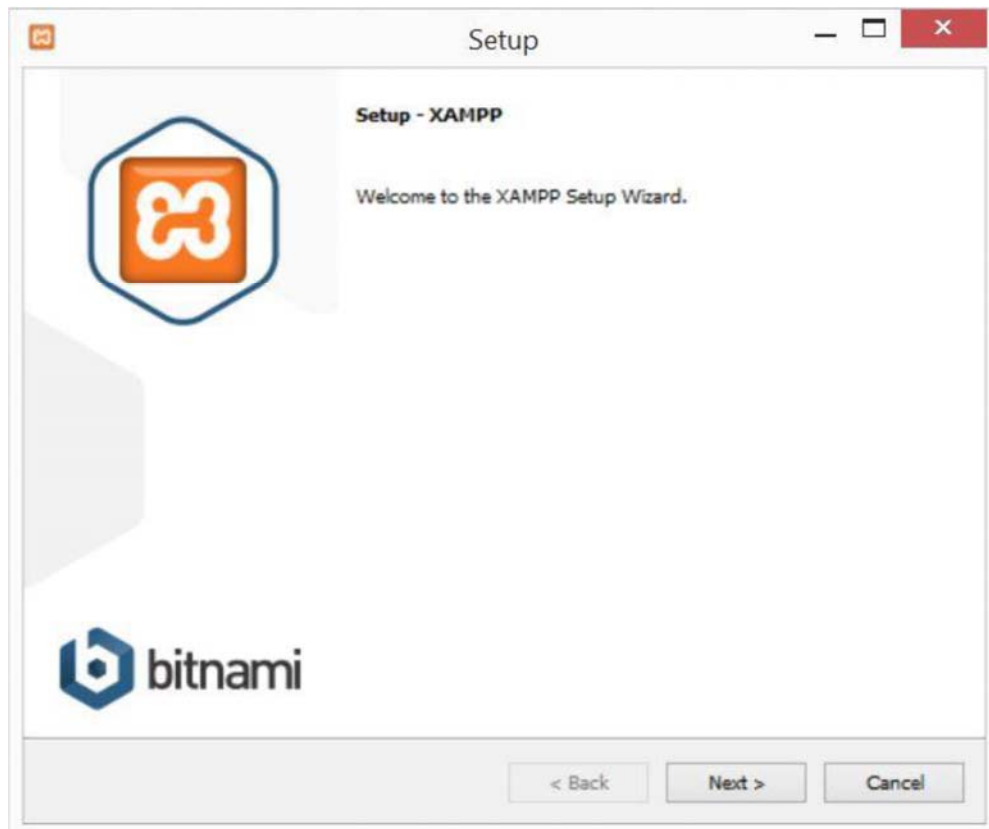 Setup
Setup - XAMPP
Welcome to the XAMPP Setup Wizard.
bitnami
< Back
Next >
Cancel